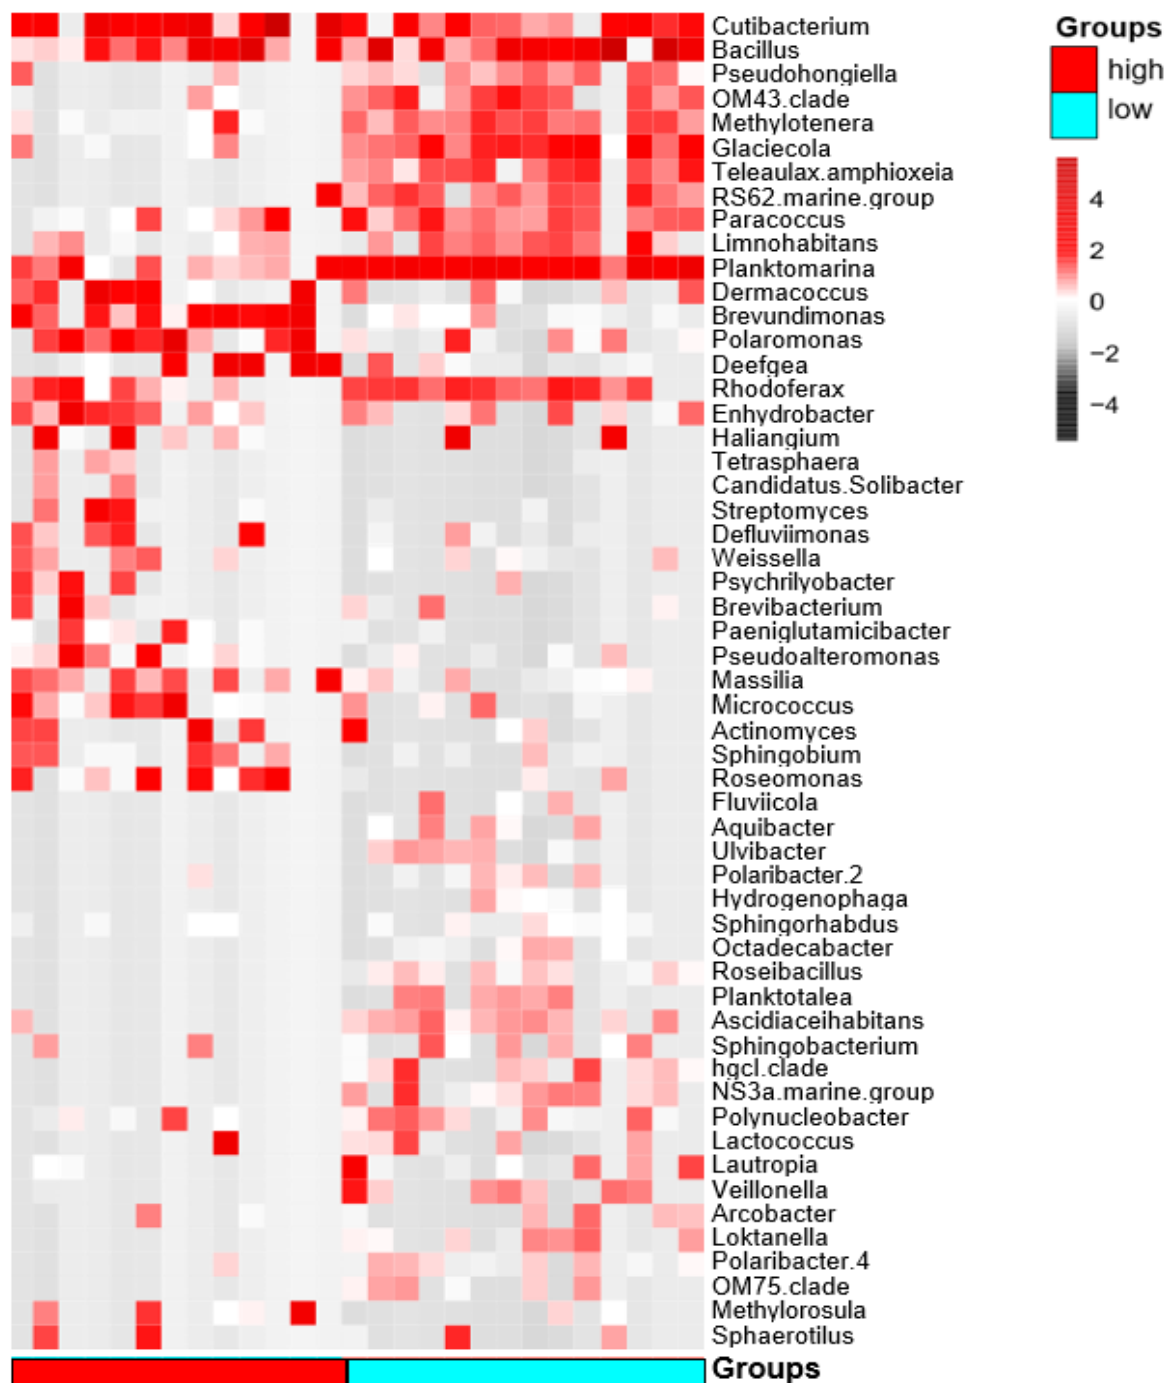 Cutibacterium
Bacillus
Pseudohongiella
OM43.clade
Methylotenera
Glaciecola
Teleaulax.amphioxeia
RS62.marine.group
Paracoccus
Limnohabitans
Planktomarina
Dermacoccus
Brevundimonas
Polaromonas
Deefgea
Rhodoferax
Enhydrobacter
Haliangium
Tetrasphaera
Candidatus.Solibacter
Streptomyces
Defluviimonas
Weissella
Psychrilyobacter
Brevibacterium
Paeniglutamicibacter
Pseudoalteromonas
Massilia
Micrococcus
Actinomyces
Sphingobium
Roseomonas
Fluviicola
Aquibacter
Ulvibacter
Polaribacter.2
Hydrogenophaga
Sphingorhabdus
Octadecabacter
Roseibacillus
Planktotalea
Ascidiaceihabitans
Sphingobacterium
hgcI.clade
NS3a.marine.group
Polynucleobacter
Lactococcus
Lautropia
Veillonella
Arcobacter
Loktanella
Polaribacter.4
OM75.clade
Methylorosula
Sphaerotilus
Groups
Groups
high
low
4
2
0
−2
−4